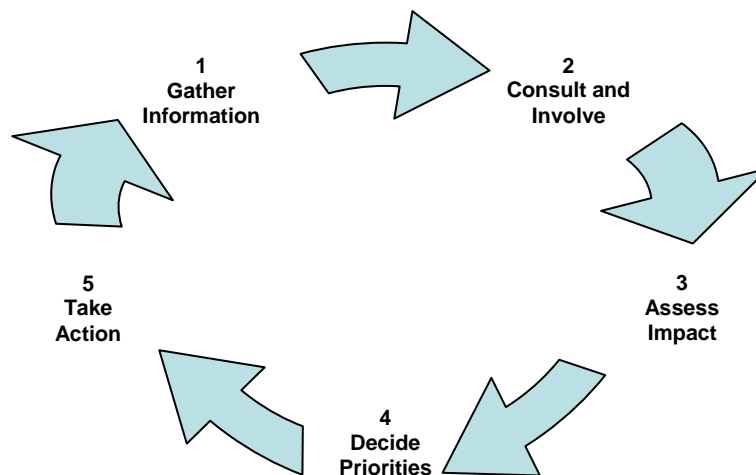 1
Gather
Information
2
Consult and
Involve
3
Assess
Impact
4
Decide
Priorities
5
Take
Action